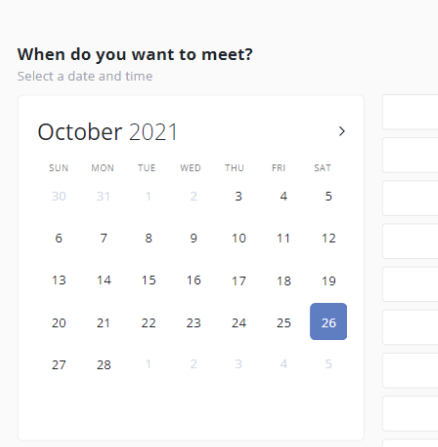 When do you want to meet?
Select a date and time
October 2021 >
SUN MON TUE WED THU FRI SAT
30 31 1 2 3 4 5
6 7 8 9 10 11 12
13 14 15 16 17 18 19
20 21 22 23 24 25 26
27 28 1 2 3 4 5